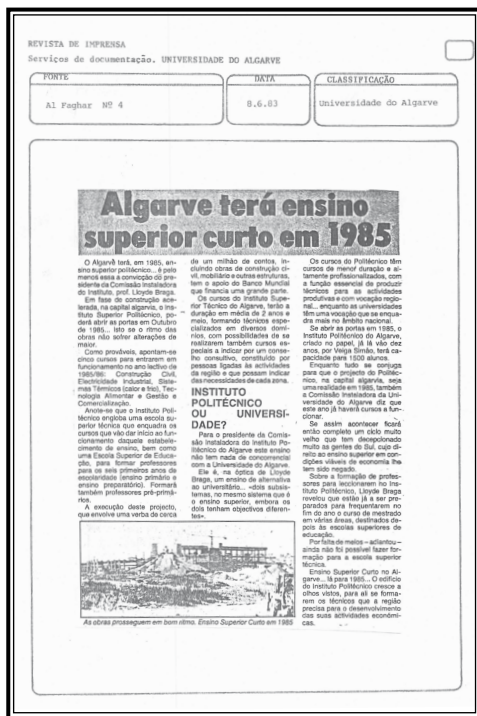 REVISTA DE IMPRENSA
Serviços de documentação. UNIVERSIDADE DO ALGARVE
FONTE
DATA
CLASSIFICAÇÃO
Al Faghar Nº 4
8.6.83
Universidade do Algarve
Algarve terá ensino
superior curto em 1985
O Algarve terá, em 1985, en-
sino superior politécnico... é pelo
menos essa a convicção do pre-
sidente da Comissão Instaladora
do Instituto, prof. Lloyde Braga.
Em fase de construção ace-
lerada, na capital algarvia, o Ins-
tituto Superior Politécnico, po-
derá abrir as portas em Outubro
de 1985... isto se o ritmo das
obras não sofrer alterações de
maior.
Como prováveis, apontam-se
cinco cursos para entrarem em
funcionamento no ano lectivo de
1985/86: Construção Civil,
Electricidade Industrial, Siste-
mas Térmicos (calor e frio), Tec-
nologia Alimentar e Gestão e
Comercialização.
Anote-se que o Instituto Poli-
técnico engloba uma escola su-
perior técnica que enquadra os
cursos que vão dar início ao fun-
cionamento daquele estabele-
cimento de ensino, bem como
uma Escola Superior de Educa-
ção, para formar professores
para os seis primeiros anos de
escolaridade (ensino primário e
ensino preparatório). Formará
também professores pré-primá-
rios.
A execução deste projecto,
que envolve uma verba de cerca
de um milhão de contos, in-
cluindo obras de construção ci-
vil, mobiliário e outras estruturas,
tem o apoio do Banco Mundial
que financia uma grande parte.
Os cursos do Instituto Supe-
rior Técnico do Algarve, terão a
duração em média de 2 anos e
meio, formando técnicos espe-
cializados em diversos domí-
nios, com possibilidades de se
realizarem também cursos es-
peciais a indicar por um conse-
lho consultivo, constituído por
pessoas ligadas às actividades
da região e que possam indicar
das necessidades de cada zona.
INSTITUTO
POLITÉCNICO
OU UNIVERSI-
DADE?
Para o presidente da Comis-
são Instaladora do Instituto Po-
litécnico do Algarve este ensino
não tem nada de concorrencial
com a Universidade do Algarve.
Ele é, na óptica de Lloyde
Braga, um ensino de alternativa
ao universitário... «dois subsis-
temas, no mesmo sistema que é
o ensino superior, embora os
dois tenham objectivos diferen-
tes».
Os cursos do Politécnico têm
cursos de menor duração e al-
tamente profissionalizados, com
a função essencial de produzir
técnicos para as actividades
produtivas e com vocação regio-
nal... enquanto as universidades
têm uma vocação que se enqua-
dra mais no âmbito nacional.
Se abrir as portas em 1985, o
Instituto Politécnico do Algarve,
criado no papel, já lá vão dez
anos, por Veiga Simão, terá ca-
pacidade para 1500 alunos.
Enquanto tudo se conjuga
para que o projecto do Politéc-
nico, na capital algarvia, seja
uma realidade em 1985, também
a Comissão Instaladora da Uni-
versidade do Algarve diz que
este ano já haverá cursos a fun-
cionar.
Se assim acontecer ficará
então completo um ciclo muito
velho que tem decepcionado
muito as gentes do Sul, cujo di-
reito ao ensino superior em con-
dições viáveis de economia lhe
tem sido negado.
Sobre a formação de profes-
sores para leccionarem no Ins-
tituto Politécnico, Lloyde Braga
revelou que estão já a ser pre-
parados para frequentarem no
fim do ano o curso de mestrado
em várias áreas, destinados de-
pois às escolas superiores de
educação.
Por falta de meios – adiantou –
ainda não foi possível fazer for-
mação para a escola superior
técnica.
Ensino Superior Curto no Al-
garve... lá para 1985... O edifício
do Instituto Politécnico cresce a
olhos vistos, para ali se forma-
rem os técnicos que a região
precisa para o desenvolvimento
das suas actividades económi-
cas.
As obras prosseguem em bom ritmo. Ensino Superior Curto em 1985